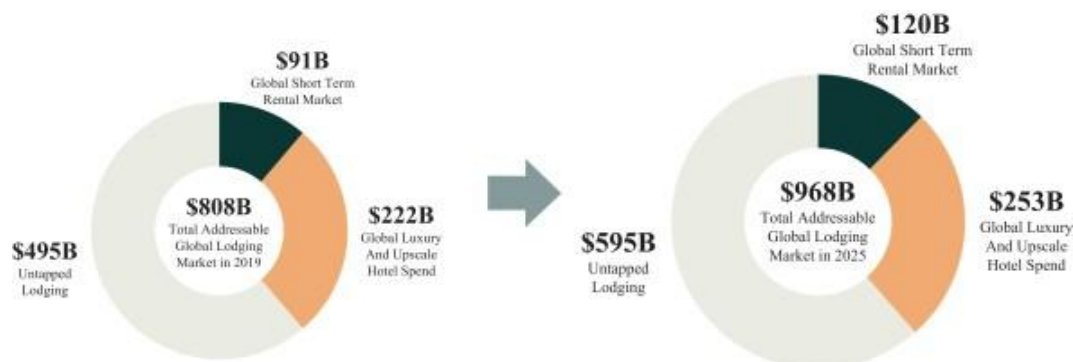 $91B
Global Short Term
Rental Market
$808B
Total Addressable
Global Lodging
Market in 2019
$222B
Global Luxury
And Upscale
Hotel Spend
$495B
Untapped
Lodging
$120B
Global Short Term
Rental Market
$968B
Total Addressable
Global Lodging
Market in 2025
$253B
Global Luxury
And Upscale
Hotel Spend
$595B
Untapped
Lodging